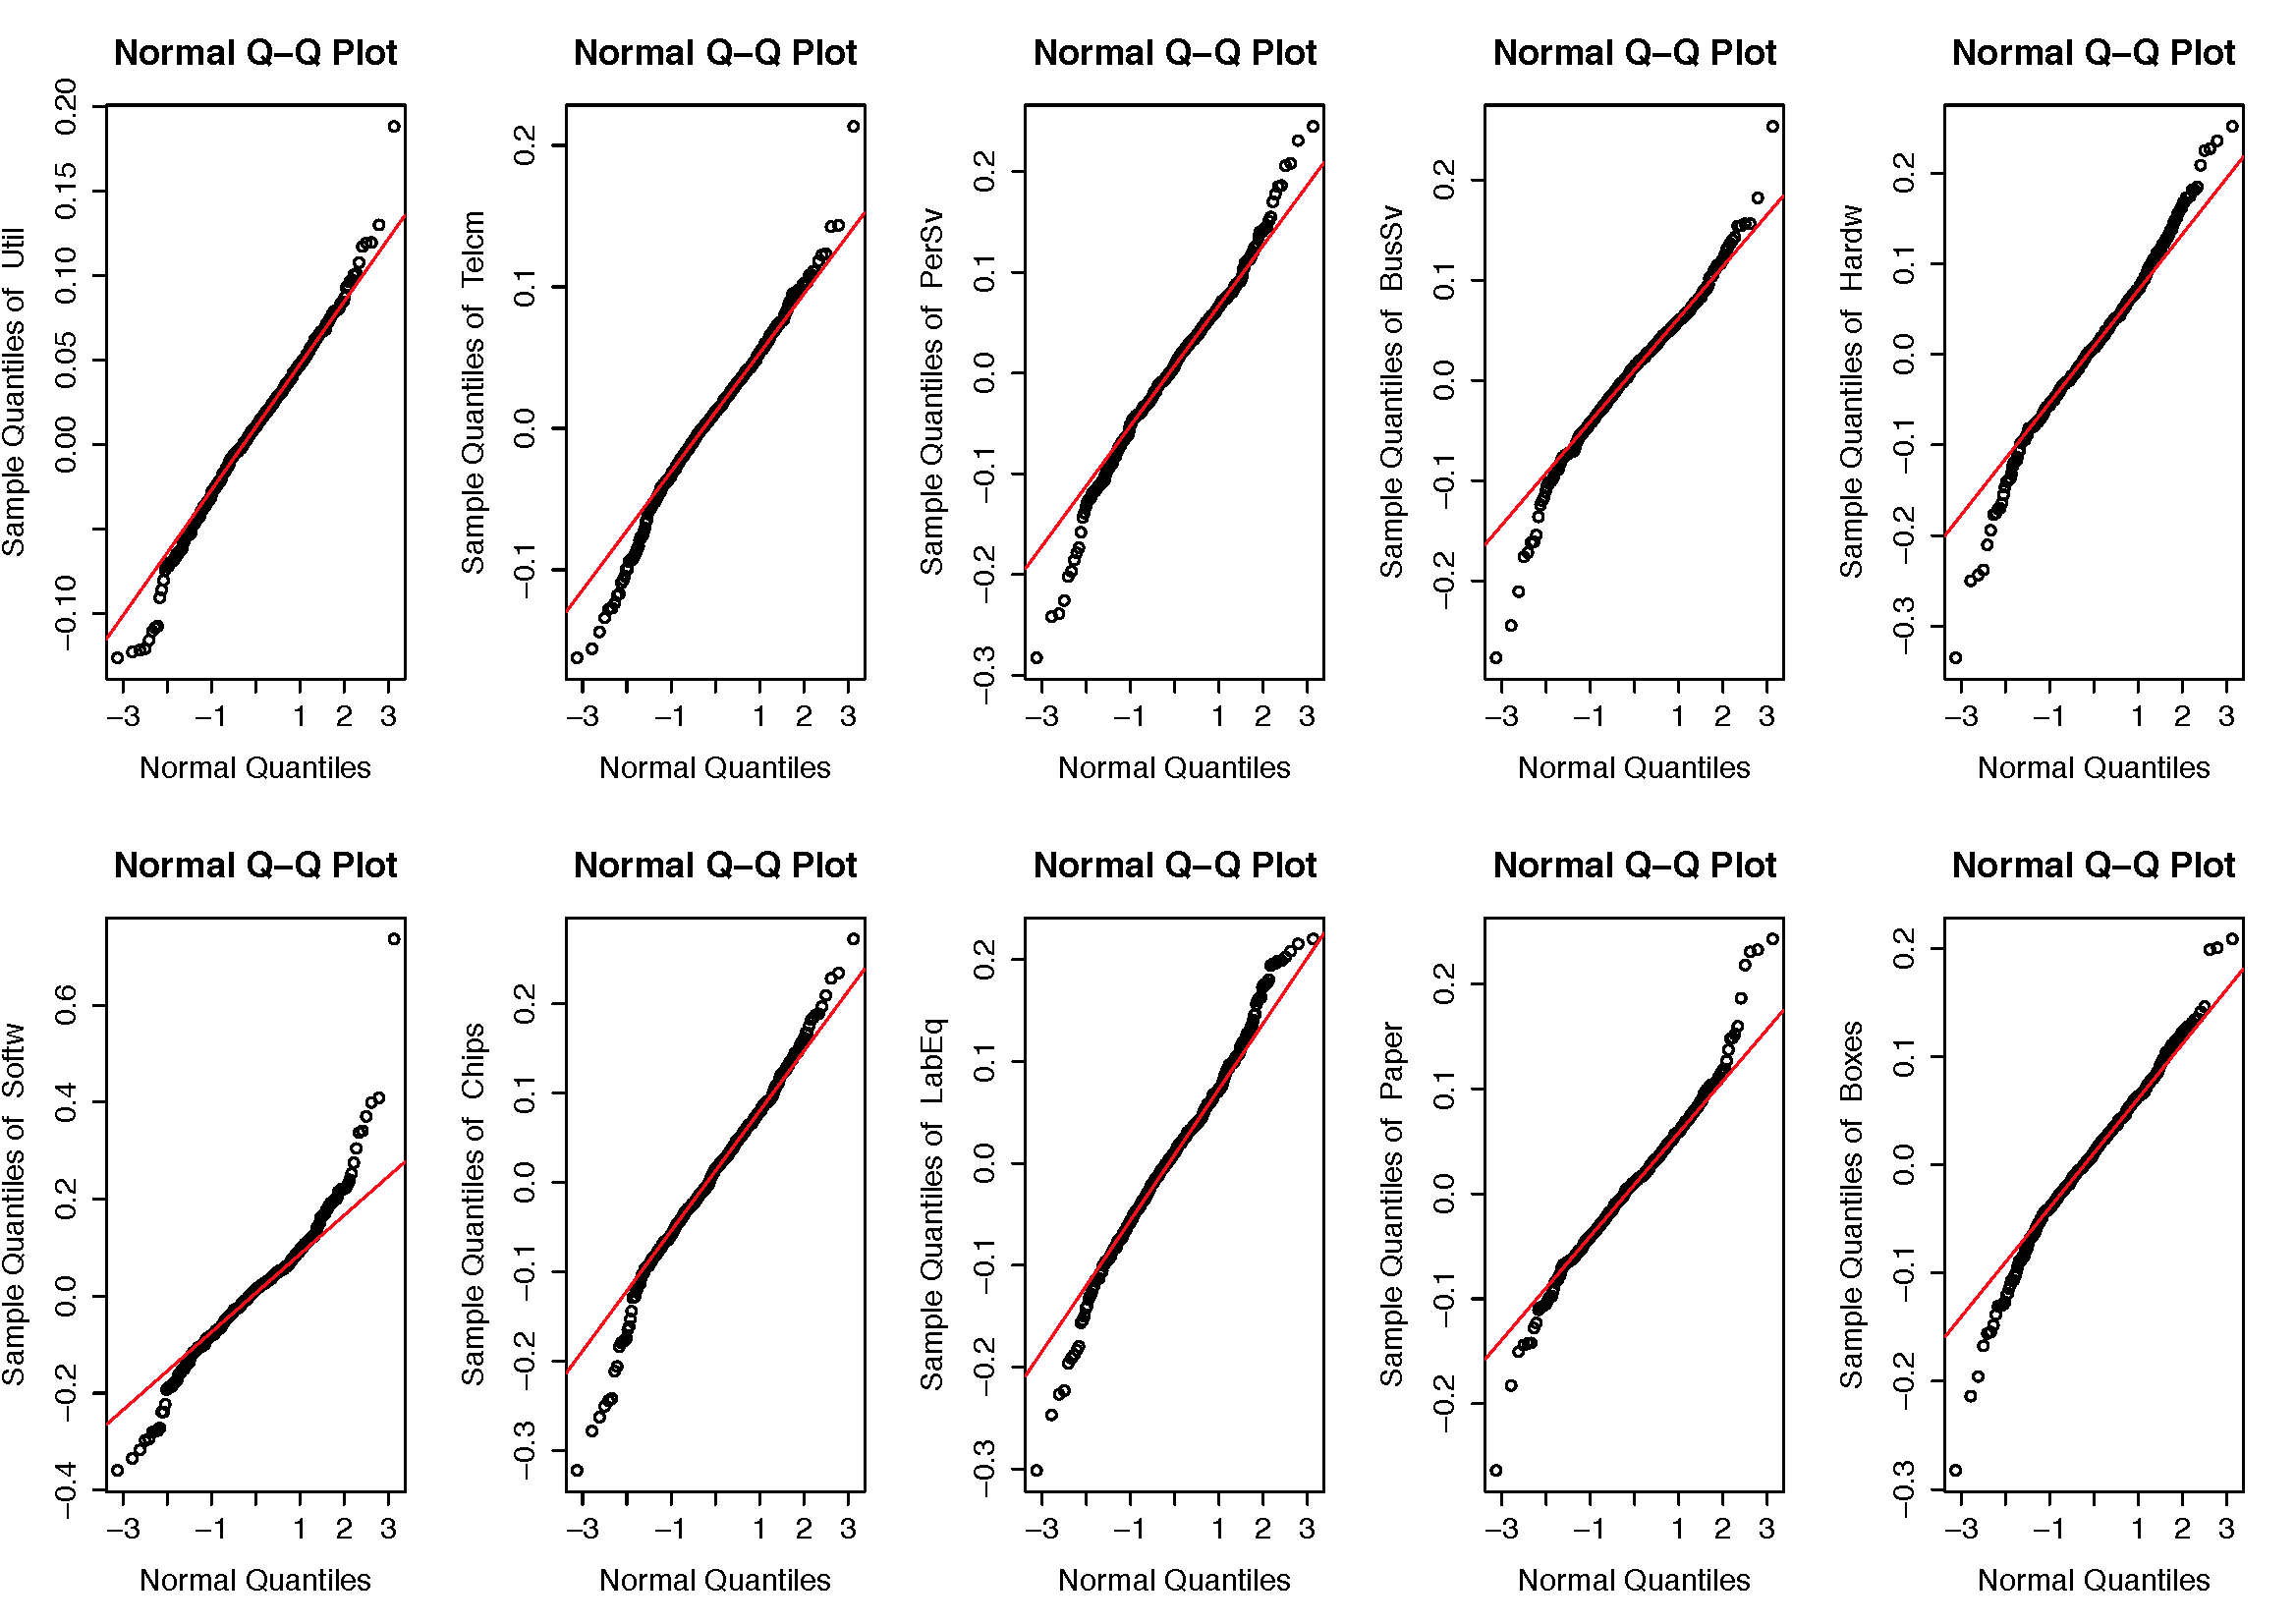 Normal Q−Q Plot
Sample Quantiles of Util
−0.10 0.00 0.05 0.10 0.15 0.20
−3 −1 1 2 3
Normal Quantiles
Normal Q−Q Plot
Sample Quantiles of Telcm
−0.1 0.0 0.1 0.2
−3 −1 1 2 3
Normal Quantiles
Normal Q−Q Plot
Sample Quantiles of PerSv
−0.3 −0.2 −0.1 0.0 0.1 0.2
−3 −1 1 2 3
Normal Quantiles
Normal Q−Q Plot
Sample Quantiles of BusSv
−0.2 −0.1 0.0 0.1 0.2
−3 −1 1 2 3
Normal Quantiles
Normal Q−Q Plot
Sample Quantiles of Hardw
−0.3 −0.2 −0.1 0.0 0.1 0.2
−3 −1 1 2 3
Normal Quantiles
Normal Q−Q Plot
Sample Quantiles of Softw
−0.4 −0.2 0.0 0.2 0.4 0.6
−3 −1 1 2 3
Normal Quantiles
Normal Q−Q Plot
Sample Quantiles of Chips
−0.3 −0.2 −0.1 0.0 0.1 0.2
−3 −1 1 2 3
Normal Quantiles
Normal Q−Q Plot
Sample Quantiles of LabEq
−0.3 −0.2 −0.1 0.0 0.1 0.2
−3 −1 1 2 3
Normal Quantiles
Normal Q−Q Plot
Sample Quantiles of Paper
−0.2 −0.1 0.0 0.1 0.2
−3 −1 1 2 3
Normal Quantiles
Normal Q−Q Plot
Sample Quantiles of Boxes
−0.3 −0.2 −0.1 0.0 0.1 0.2
−3 −1 1 2 3
Normal Quantiles